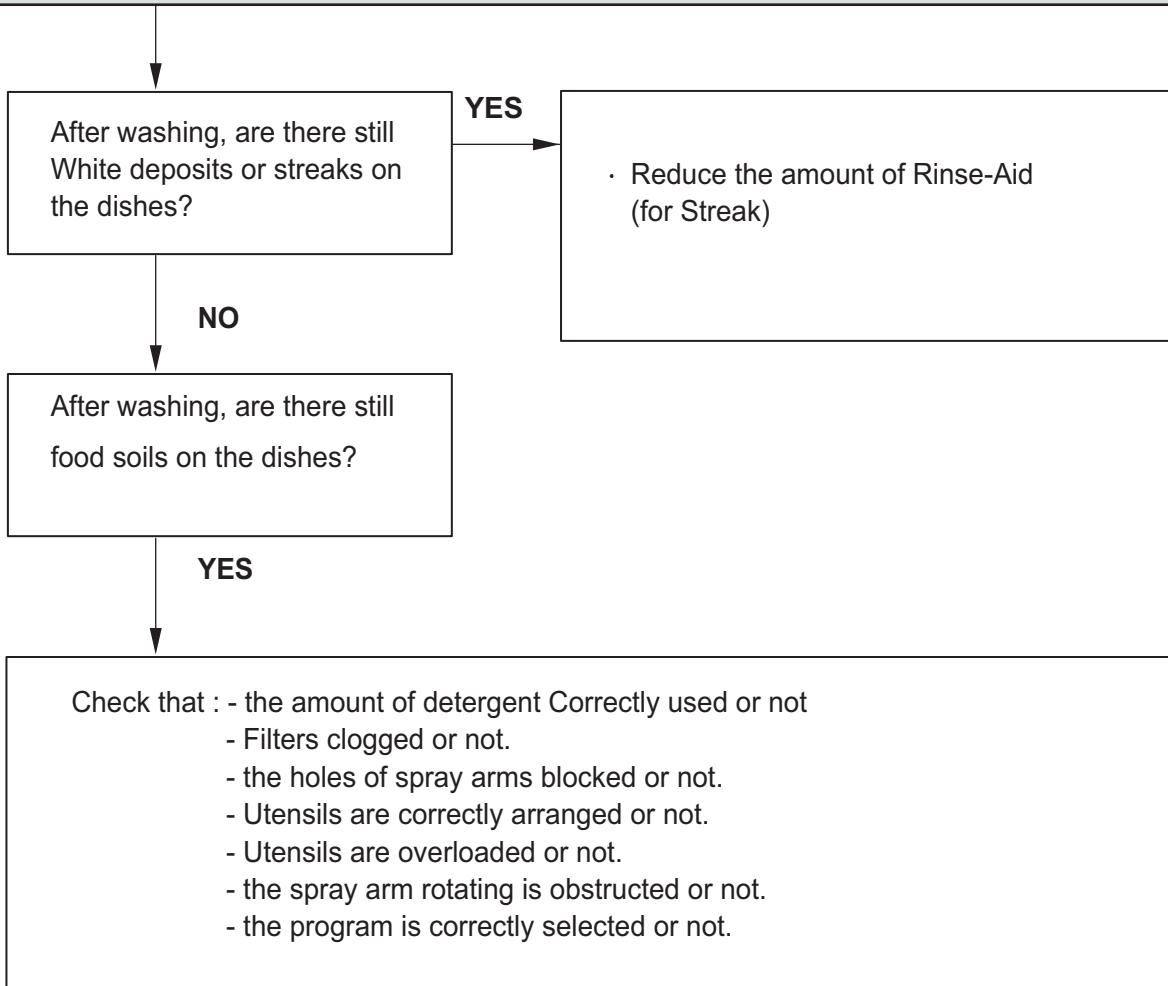 After washing, are there still
White deposits or streaks on
the dishes?
YES
· Reduce the amount of Rinse-Aid
(for Streak)
NO
After washing, are there still
food soils on the dishes?
YES
Check that : - the amount of detergent Correctly used or not
- Filters clogged or not.
- the holes of spray arms blocked or not.
- Utensils are correctly arranged or not.
- Utensils are overloaded or not.
- the spray arm rotating is obstructed or not.
- the program is correctly selected or not.